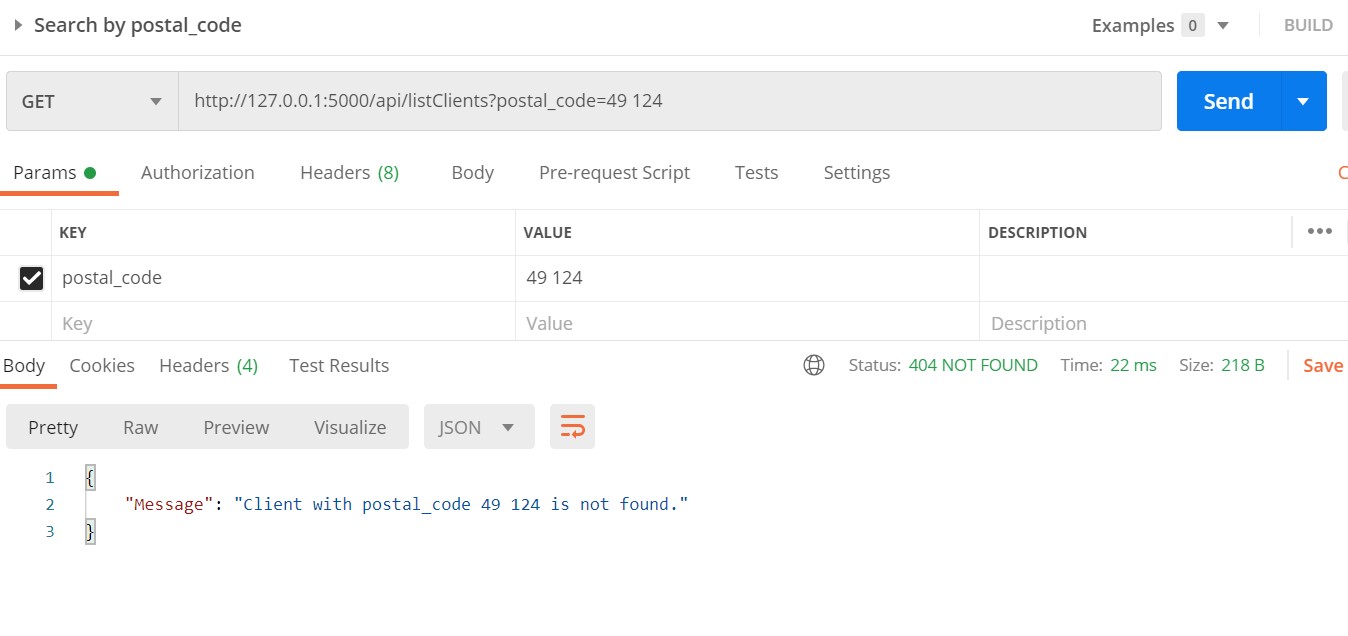 Search by postal_code Examples 0 BUILD
GET http://127.0.0.1:5000/api/listClients?postal_code=49 124 Send
Params Authorization Headers (8) Body Pre-request Script Tests Settings
KEY VALUE DESCRIPTION
postal_code 49 124
Key Value Description
Body Cookies Headers (4) Test Results Status: 404 NOT FOUND Time: 22 ms Size: 218 B Save
Pretty Raw Preview Visualize JSON
1 {
2 "Message": "Client with postal_code 49 124 is not found."
3 }